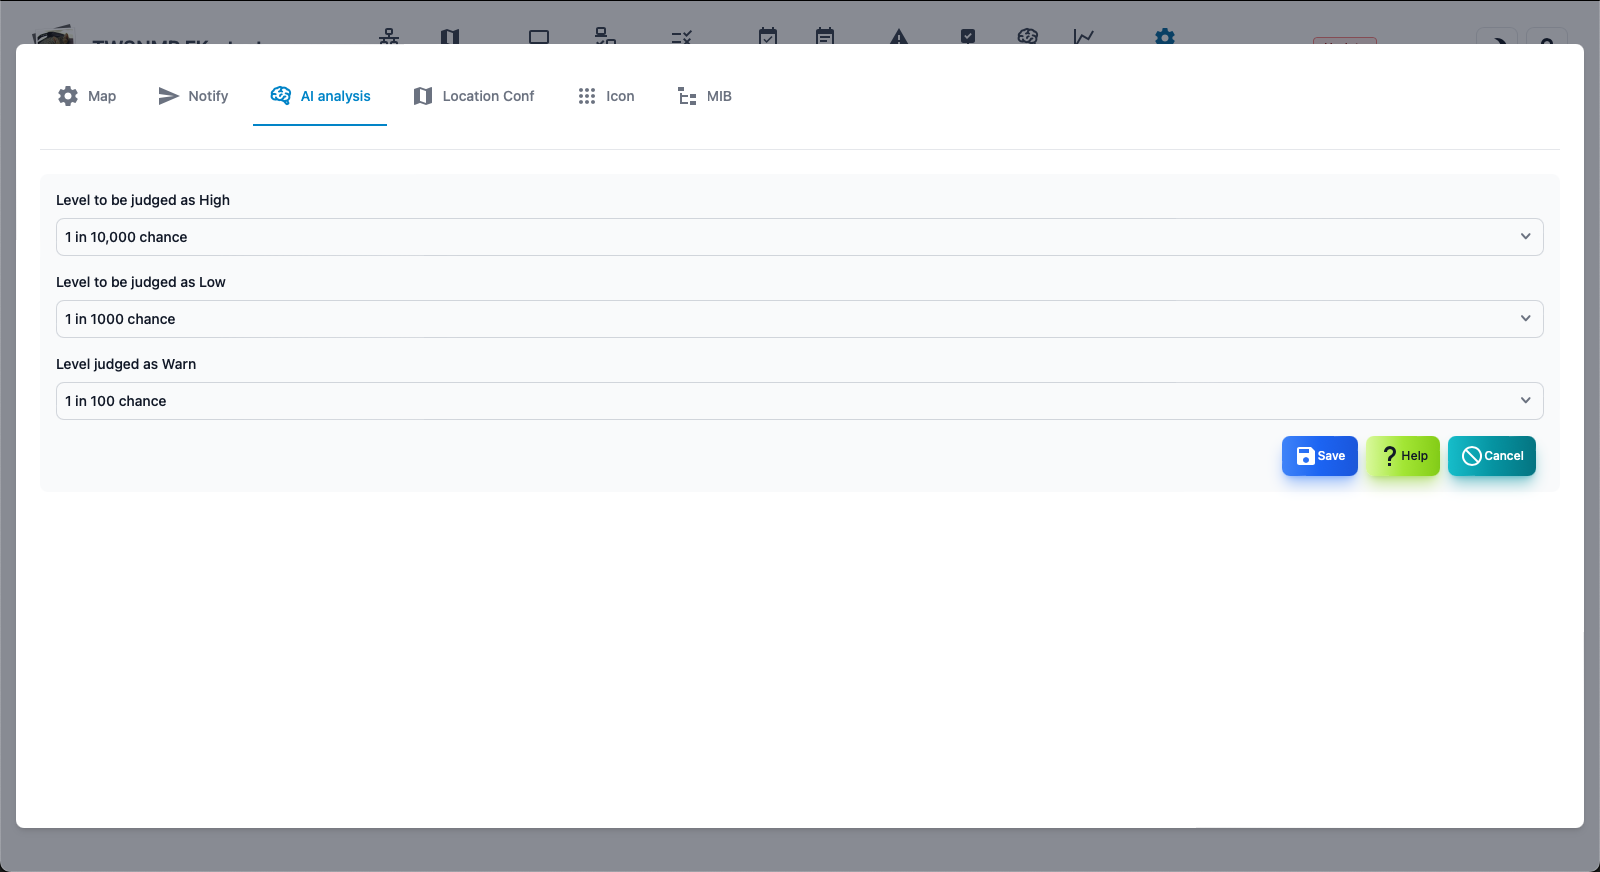 Map
Notify
AI analysis
Location Conf
Icon
MIB
Level to be judged as High
1 in 10,000 chance
Level to be judged as Low
1 in 1000 chance
Level judged as Warn
1 in 100 chance
Save
Help
Cancel